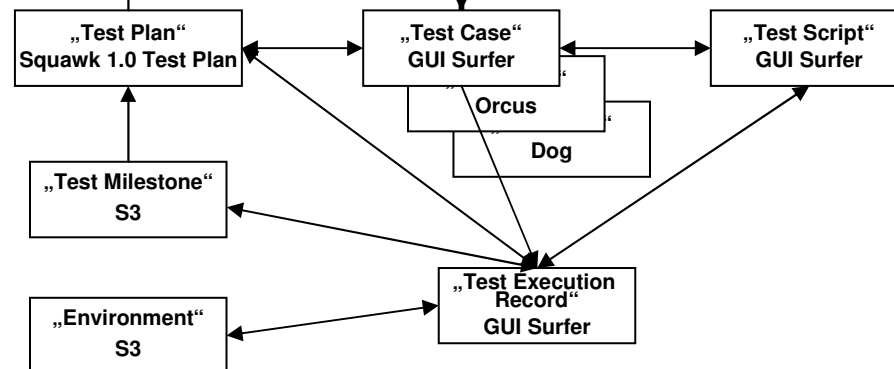 „Test Plan“
Squawk 1.0 Test Plan
„Test Case“
GUI Surfer
„Test Script“
GUI Surfer
Orcus
Dog
„Test Milestone“
S3
„Test Execution
Record“
GUI Surfer
„Environment“
S3